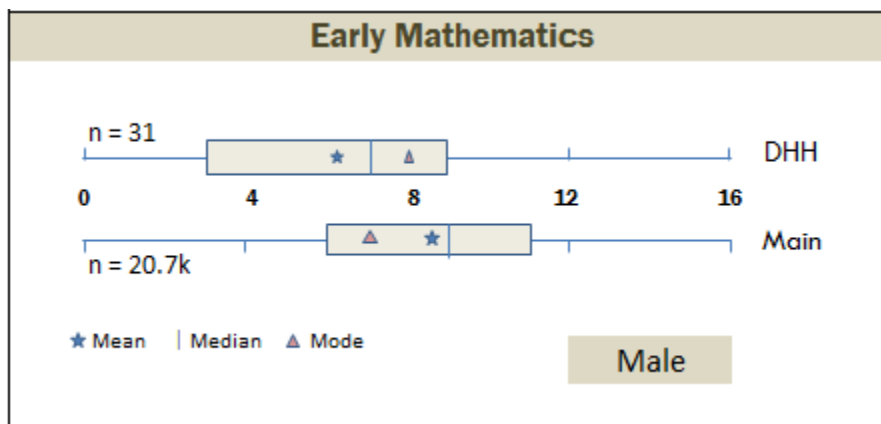 Early Mathematics
n = 31
DHH
0 4 8 12 16
Main
n = 20.7k
Mean Median Mode
Male